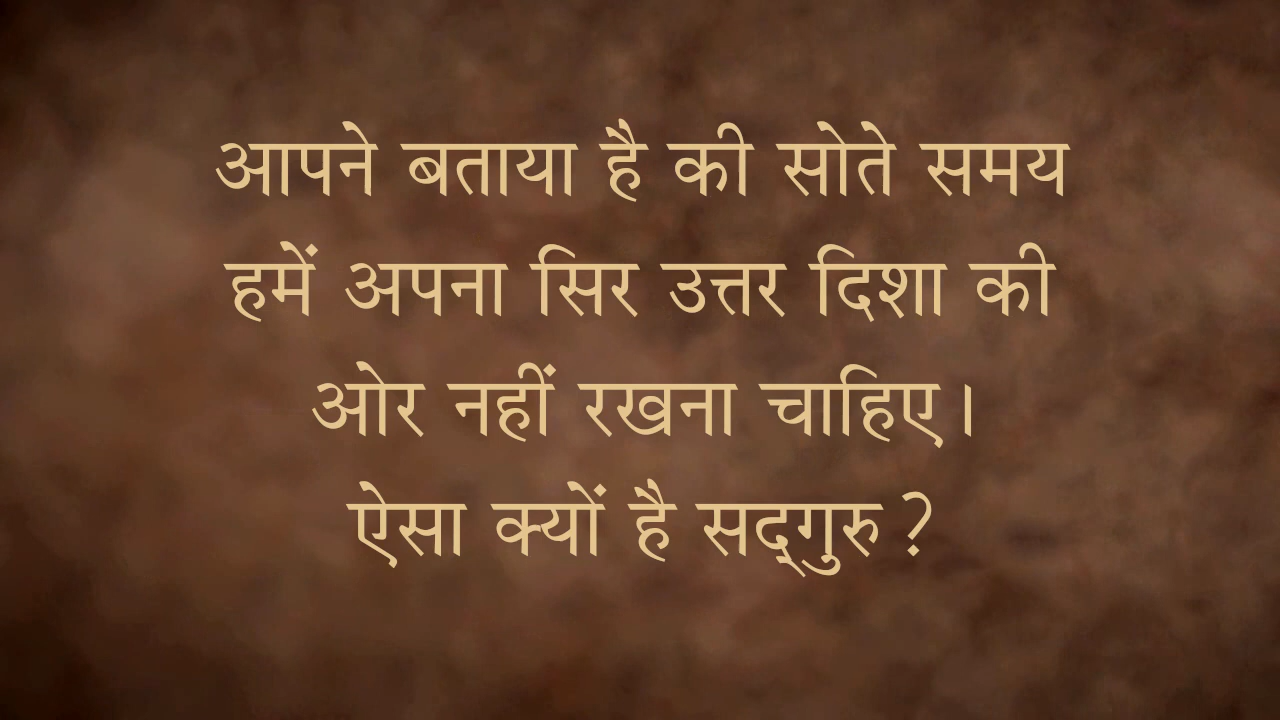 आपने बताया है की सोते समय
हमें अपना सिर उत्तर दिशा की
ओर नहीं रखना चाहिए।
ऐसा क्यों है सद्‌गुरु ?